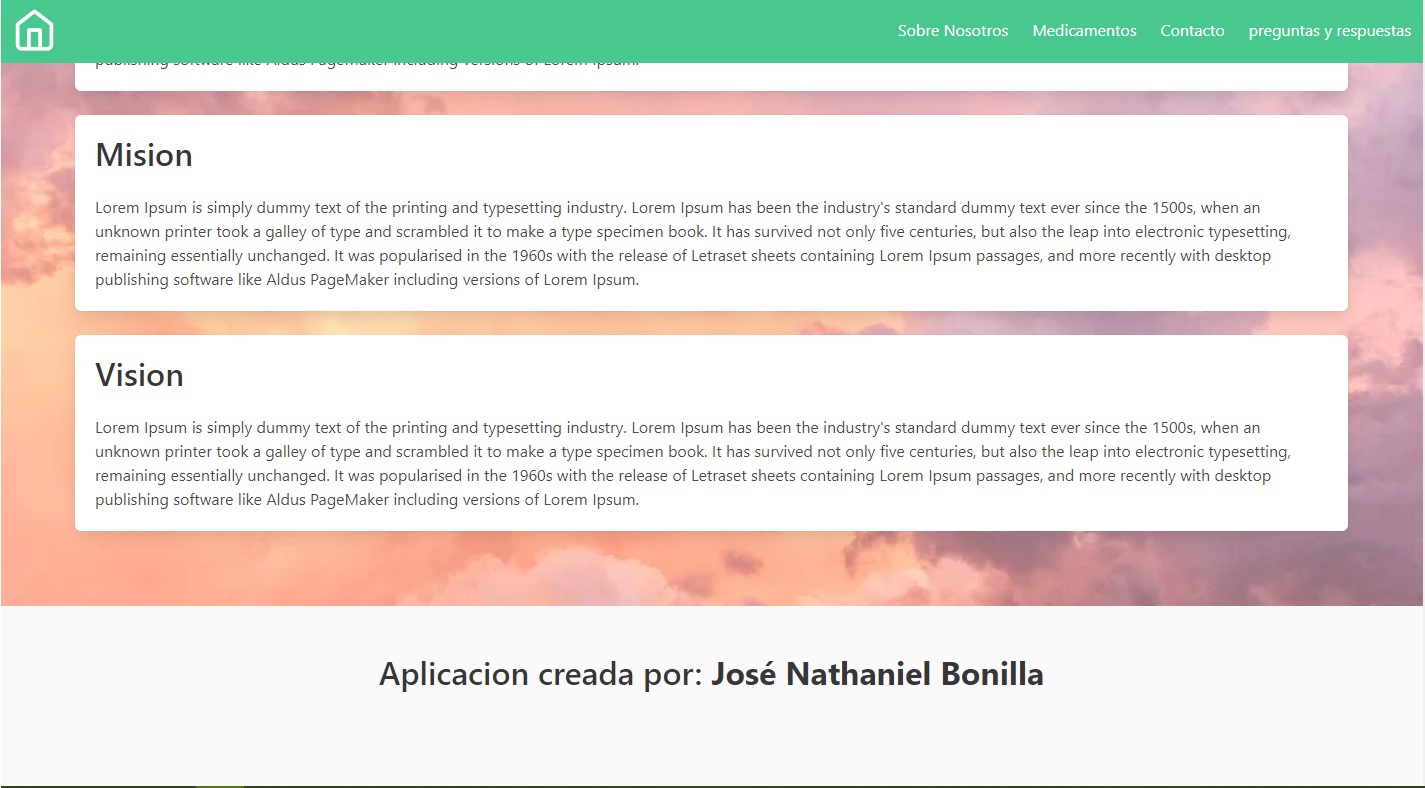 Sobre Nosotros Medicamentos Contacto preguntas y respuestas
publishing software like Aldus PageMaker including versions of Lorem Ipsum.
Mision
Lorem Ipsum is simply dummy text of the printing and typesetting industry. Lorem Ipsum has been the industry's standard dummy text ever since the 1500s, when an
unknown printer took a galley of type and scrambled it to make a type specimen book. It has survived not only five centuries, but also the leap into electronic typesetting,
remaining essentially unchanged. It was popularised in the 1960s with the release of Letraset sheets containing Lorem Ipsum passages, and more recently with desktop
publishing software like Aldus PageMaker including versions of Lorem Ipsum.
Vision
Lorem Ipsum is simply dummy text of the printing and typesetting industry. Lorem Ipsum has been the industry's standard dummy text ever since the 1500s, when an
unknown printer took a galley of type and scrambled it to make a type specimen book. It has survived not only five centuries, but also the leap into electronic typesetting,
remaining essentially unchanged. It was popularised in the 1960s with the release of Letraset sheets containing Lorem Ipsum passages, and more recently with desktop
publishing software like Aldus PageMaker including versions of Lorem Ipsum.
Aplicacion creada por: José Nathaniel Bonilla